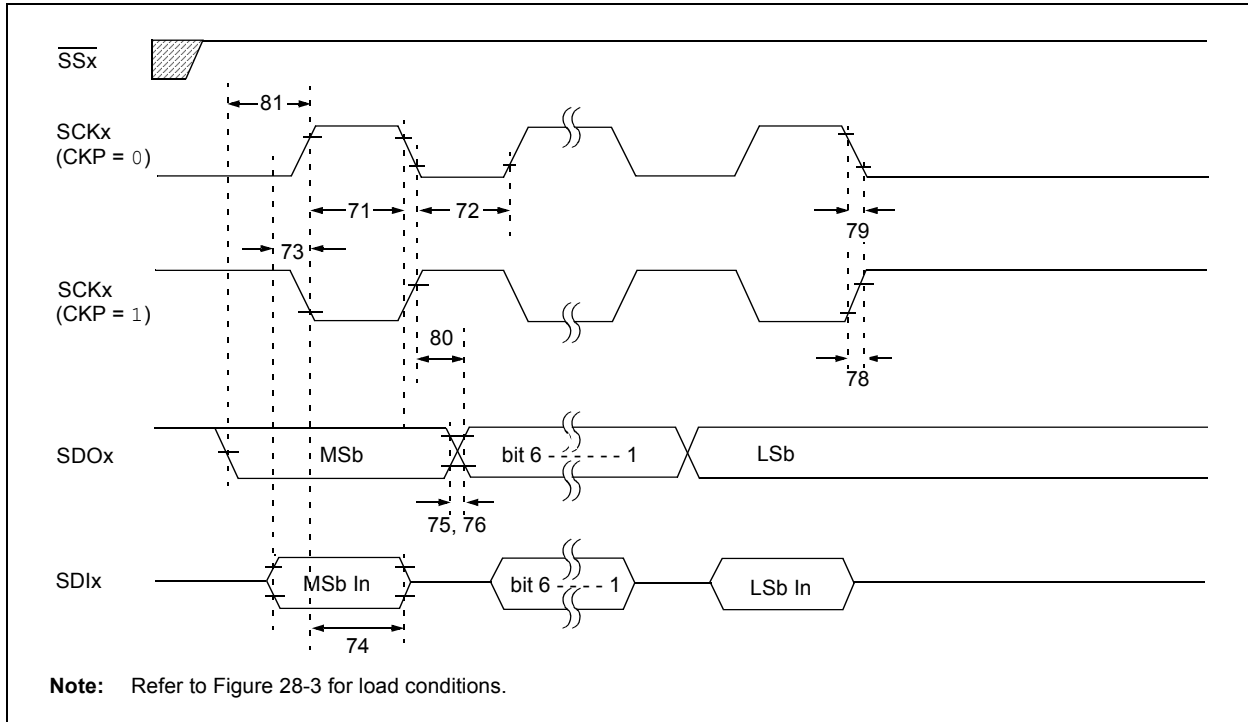 SSx
81
SCKx
(CKP = 0)
71
72
73
79
SCKx
(CKP = 1)
80
78
SDOx
MSb
bit 6 - - - - - - 1
LSb
75, 76
SDIx
MSb In
bit 6 - - - - 1
LSb In
74
Note: Refer to Figure 28-3 for load conditions.